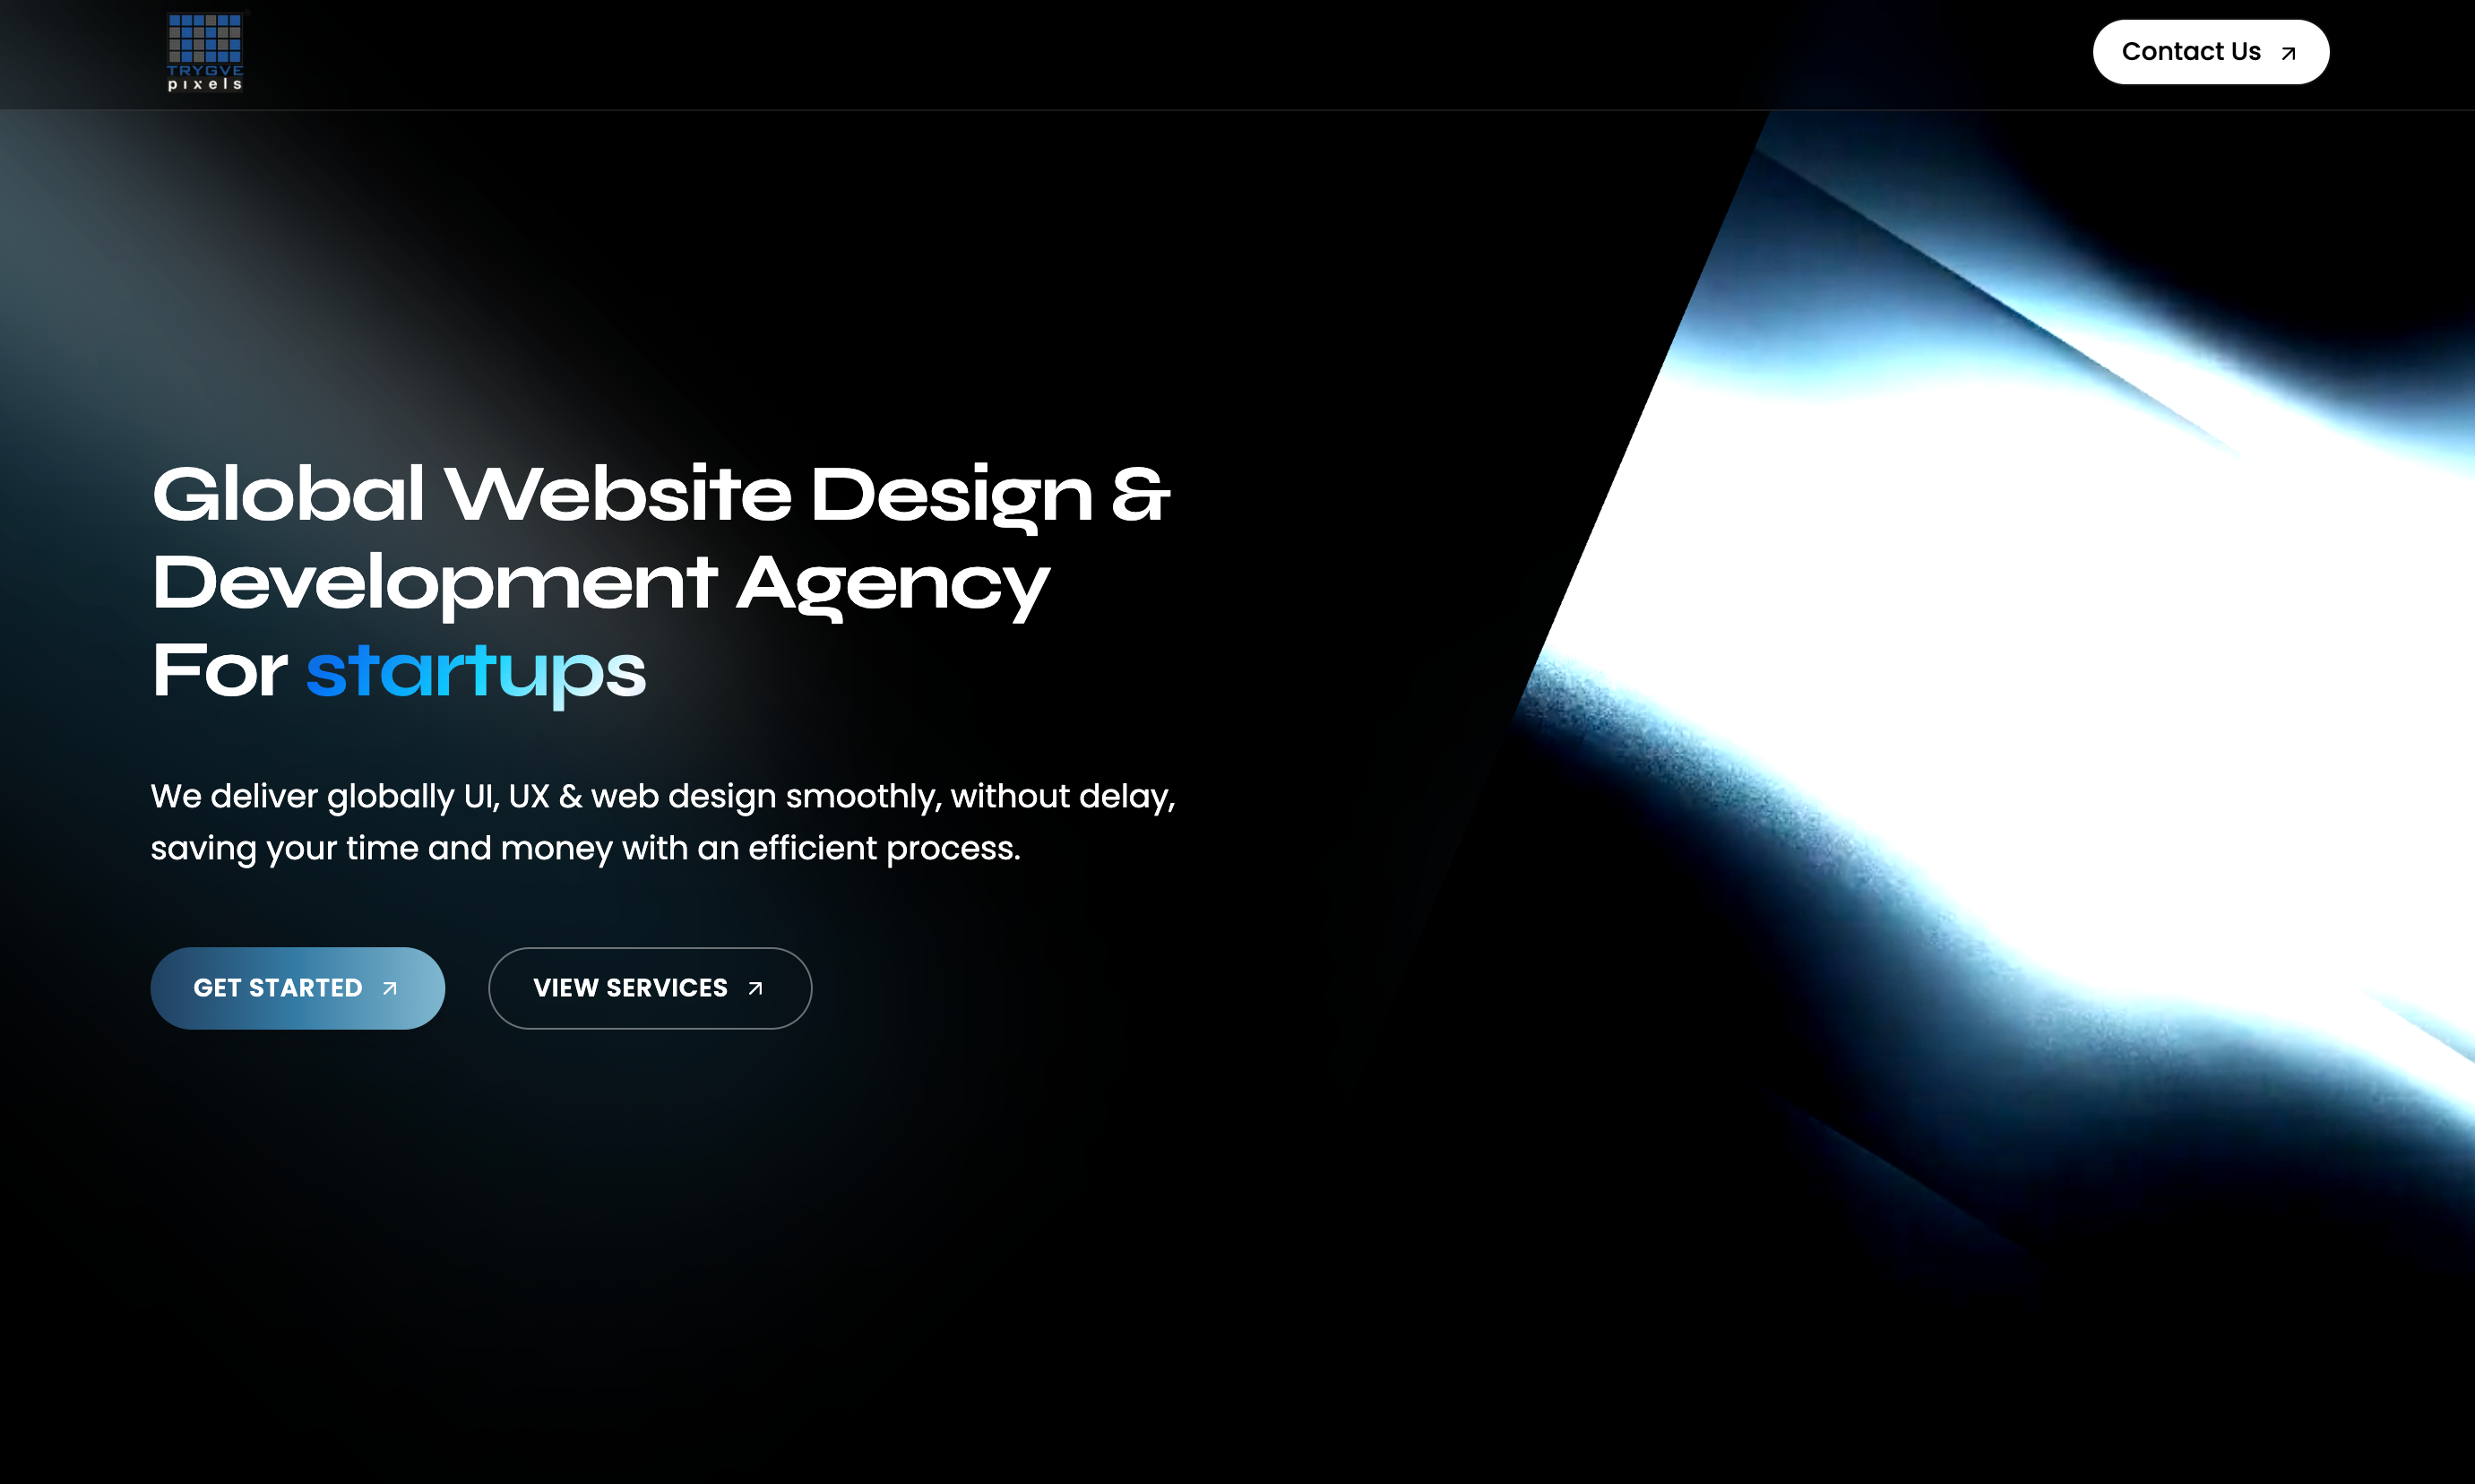 TRYGVE
pixels
Contact Us
Global Website Design &
Development Agency
For startups
We deliver globally UI, UX & web design smoothly, without delay,
saving your time and money with an efficient process.
GET STARTED
VIEW SERVICES